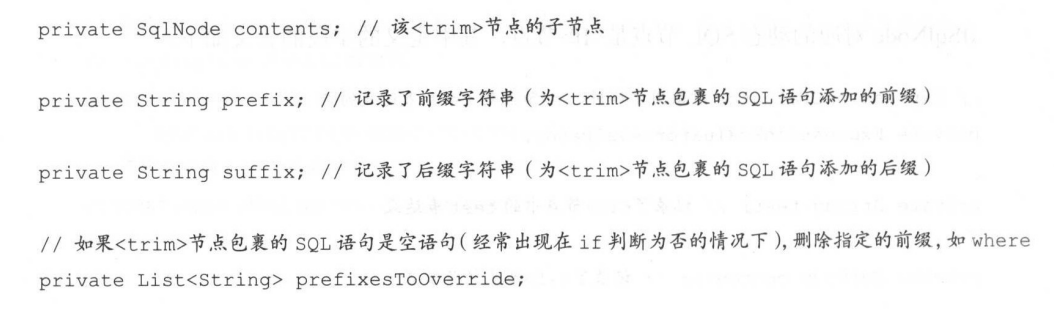 private SqlNode contents; // 该<trim>节点的子节点
private String prefix; // 记录了前缀字符串（为<trim>节点包裹的 SQL 语句添加的前缀）
private String suffix; // 记录了后缀字符串（为<trim>节点包裹的 SQL 语句添加的后缀）
// 如果<trim>节点包裹的 SQL 语句是空语句(经常出现在 if 判断为否的情况下),删除指定的前缀,如 where
private List<String> prefixesToOverride;